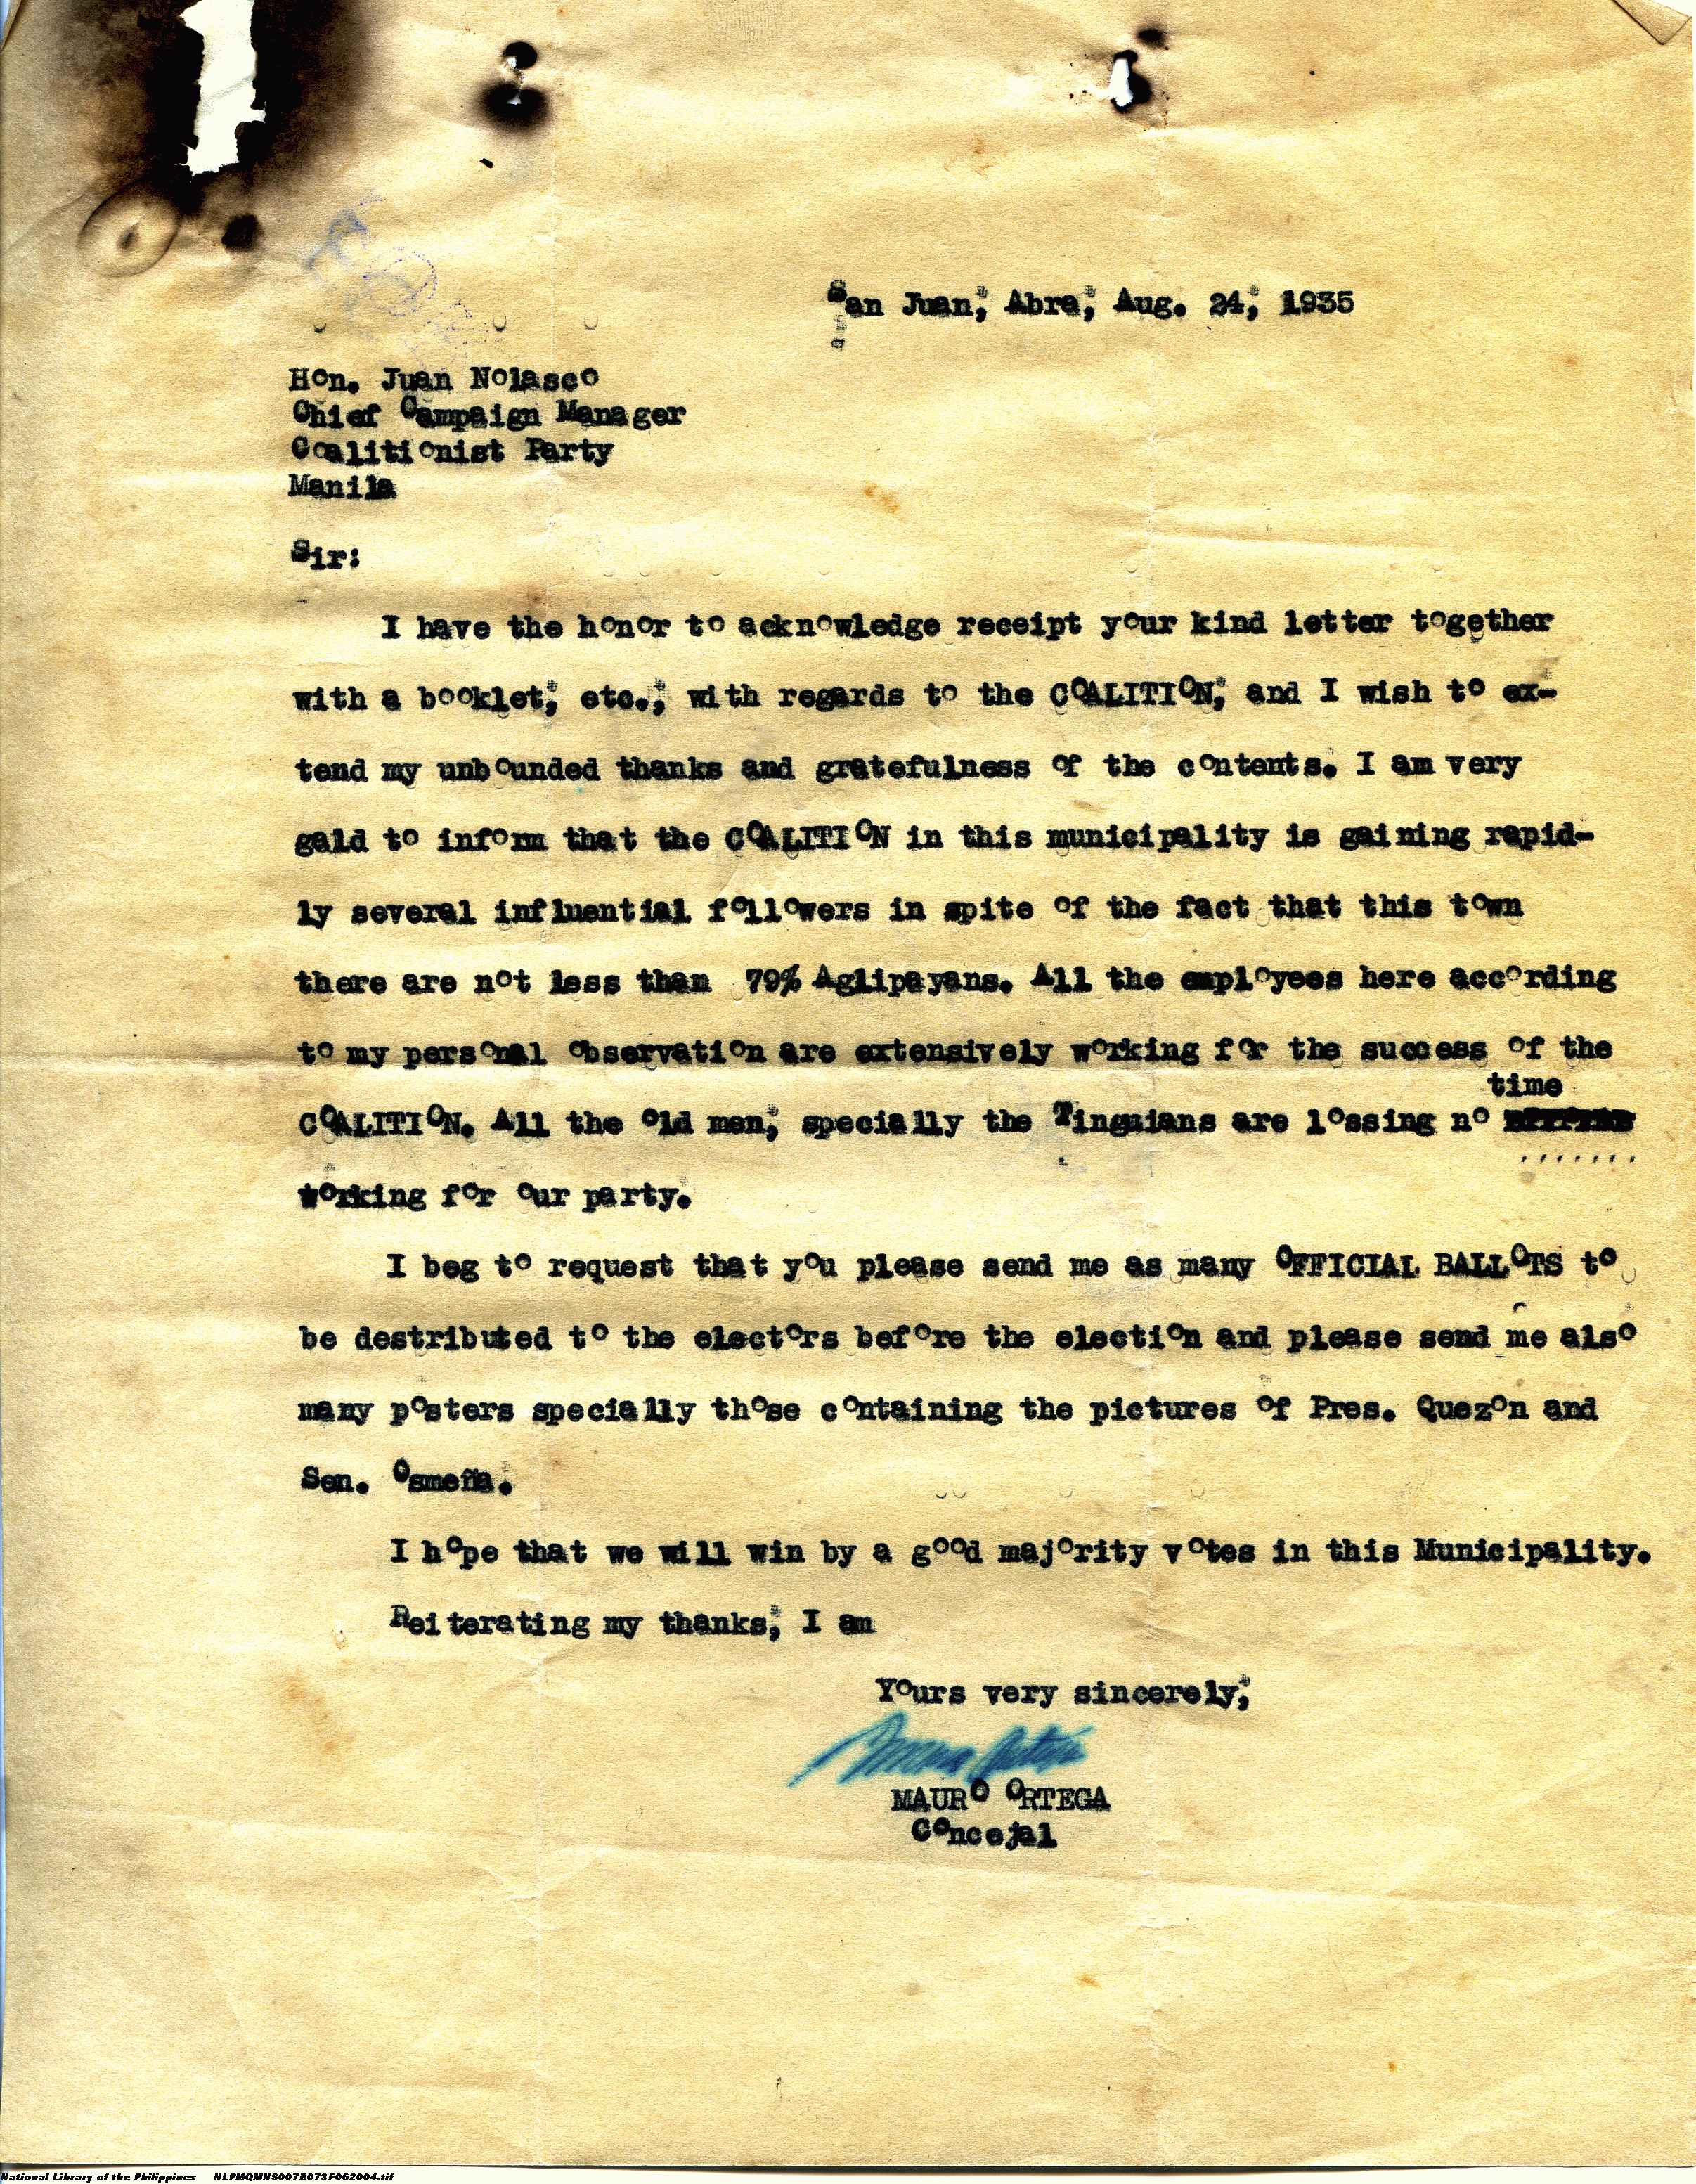 San Juan, Abra, Aug. 24, 1935
Hon. Juan Nolasco
Chief Campaign Manager
Coalitionist Party
Manila
Sir:
I have the honor to acknowledge receipt your kind letter together
with a booklet, etc., with regards to the COALITION, and I wish to ex-
tend my unbounded thanks and gratefulness of the contents. I am very
gald to inform that the COALITION in this municipality is gaining rapid-
ly several influential followers in spite of the fact that this town
there are not less than 79% Aglipayans. All the employees here according
to my personal observation are extensively working for the success of the
time
COALITION. All the old men, specially the Tinguians are lossing no
working for our party.
I beg to request that you please send me as many OFFICIAL BALLOTS to
be destributed to the electors before the election and please send me also
many posters specially those containing the pictures of Pres. Quezon and
Sen. Osmeña.
I hope that we will win by a good majority votes in this Municipality.
Reiterating my thanks, I am
Yours very sincerely,
Mauro Ortega
MAURO ORTEGA
Concejal
National Library of the Philippines NLPMQMNS007B073F062004.tif